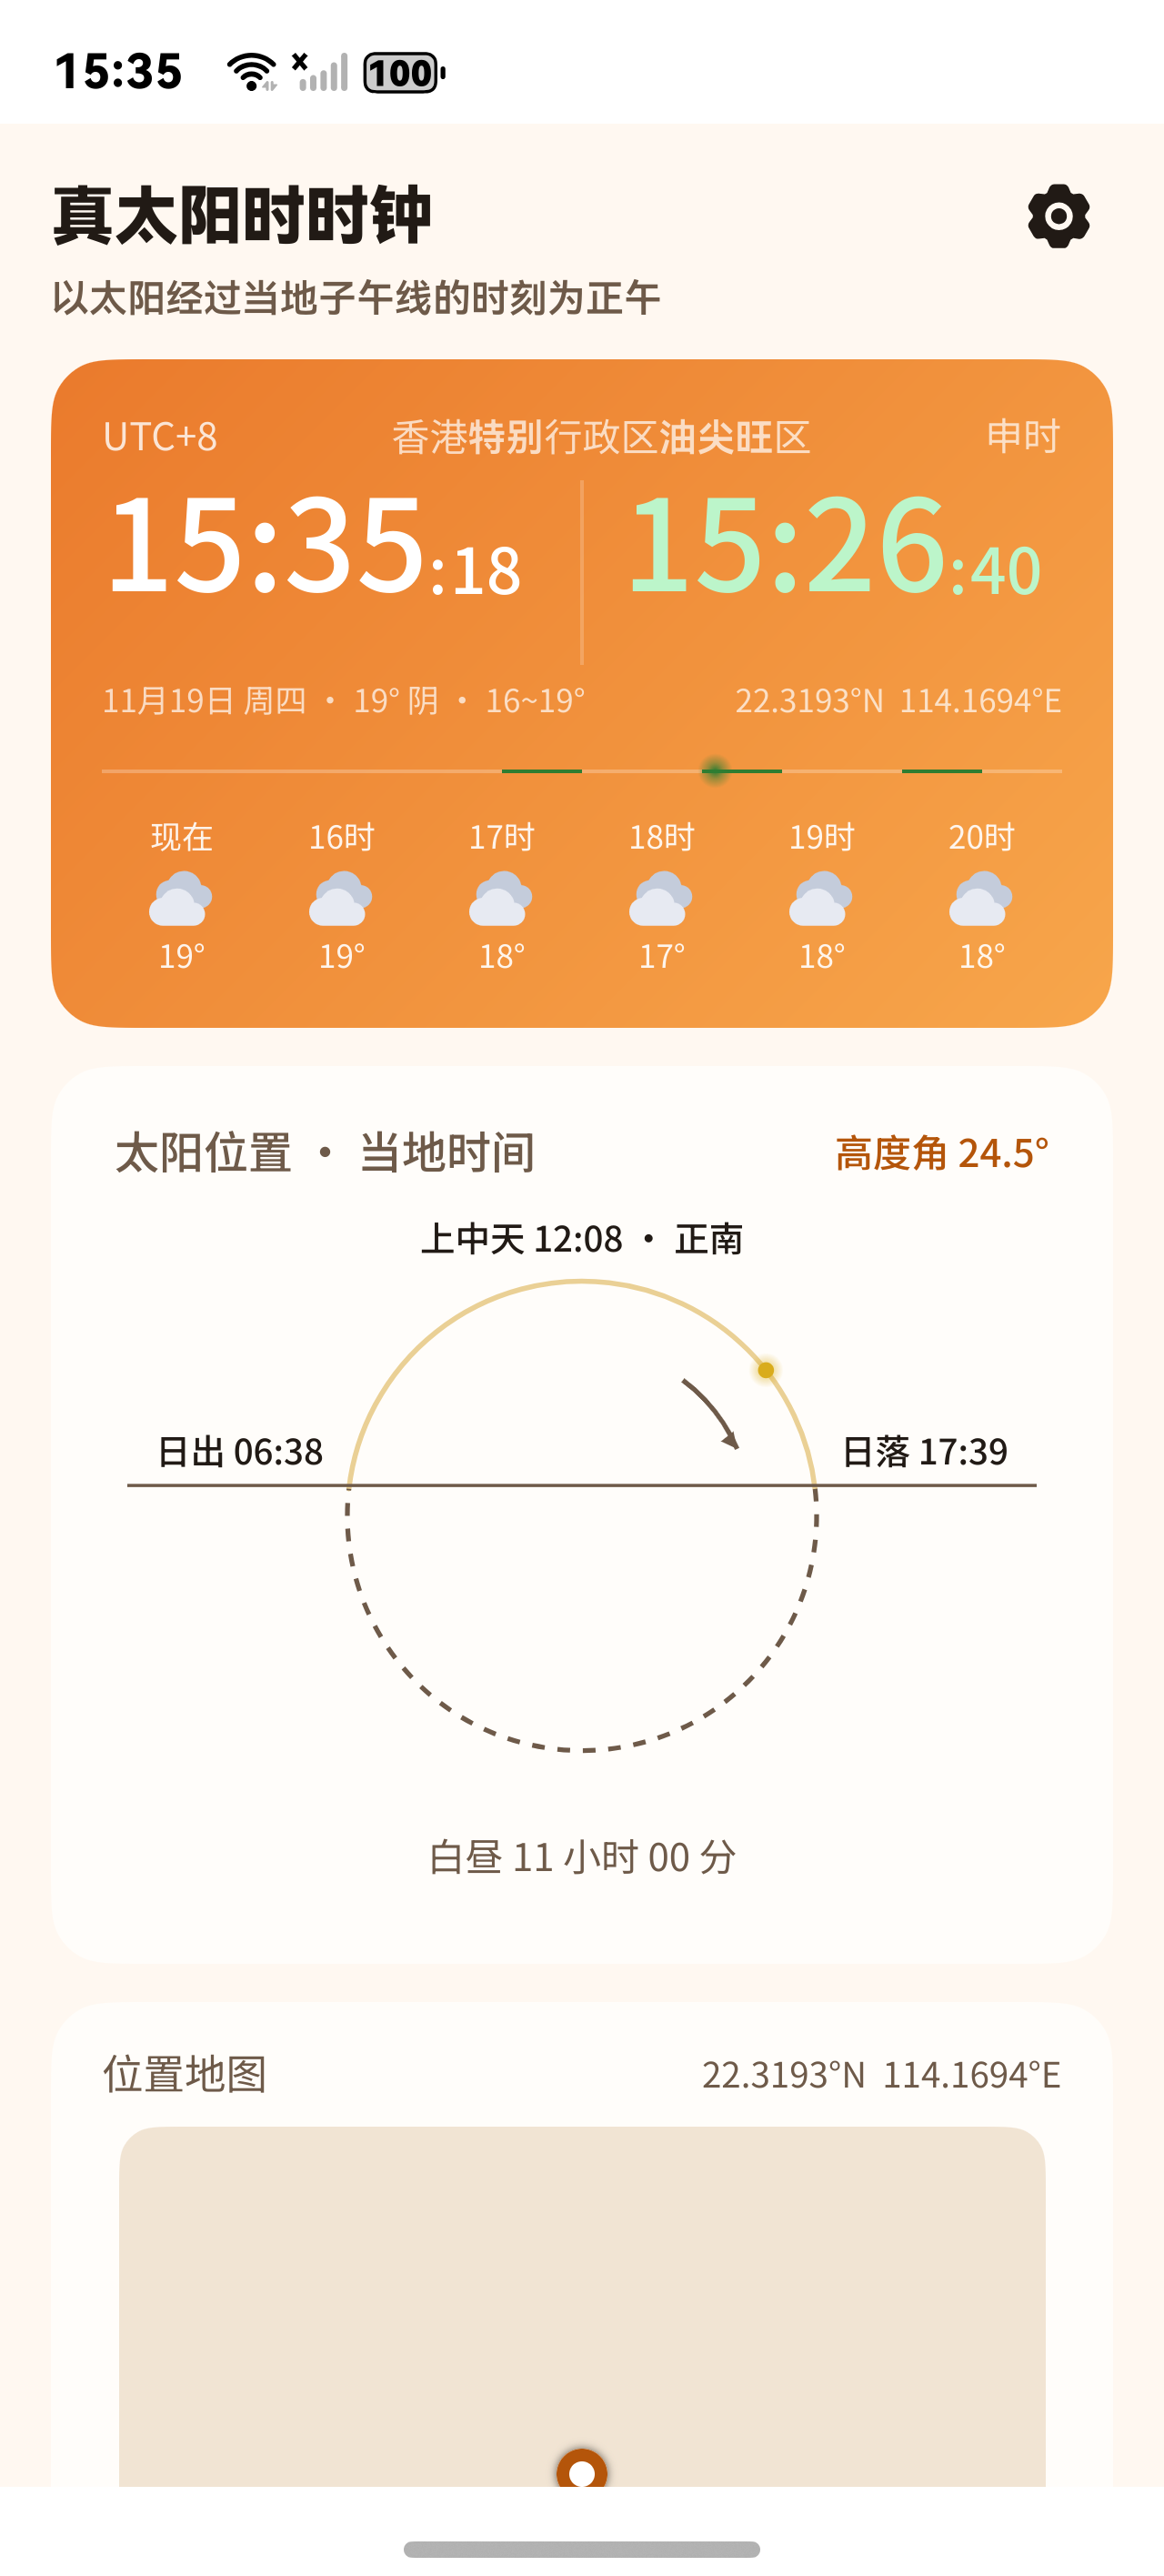 15:35 100
真太阳时时钟
以太阳经过当地子午线的时刻为正午
UTC+8 香港特别行政区油尖旺区 申时
15:35:18 15:26:40
11月19日 周四 · 19° 阴 · 16~19° 22.3193°N 114.1694°E
现在 16时 17时 18时 19时 20时
19° 19° 18° 17° 18° 18°
太阳位置 · 当地时间 高度角 24.5°
上中天 12:08 · 正南
日出 06:38 日落 17:39
白昼 11 小时 00 分
位置地图 22.3193°N 114.1694°E